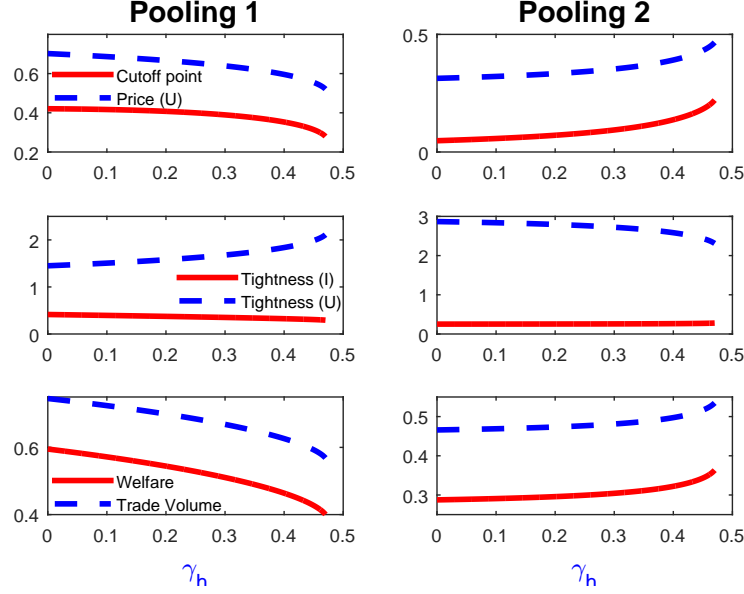 Pooling 1
Pooling 2
0.6
0.4
0.2
Cutoff point
Price (U)
0 0.1 0.2 0.3 0.4 0.5
0.5
0
0 0.1 0.2 0.3 0.4 0.5
2
1
0
Tightness (I)
Tightness (U)
0 0.1 0.2 0.3 0.4 0.5
3
2
1
0
0 0.1 0.2 0.3 0.4 0.5
0.6
0.4
Welfare
Trade Volume
0 0.1 0.2 0.3 0.4 0.5
γ_h
0.5
0.4
0.3
0 0.1 0.2 0.3 0.4 0.5
γ_h